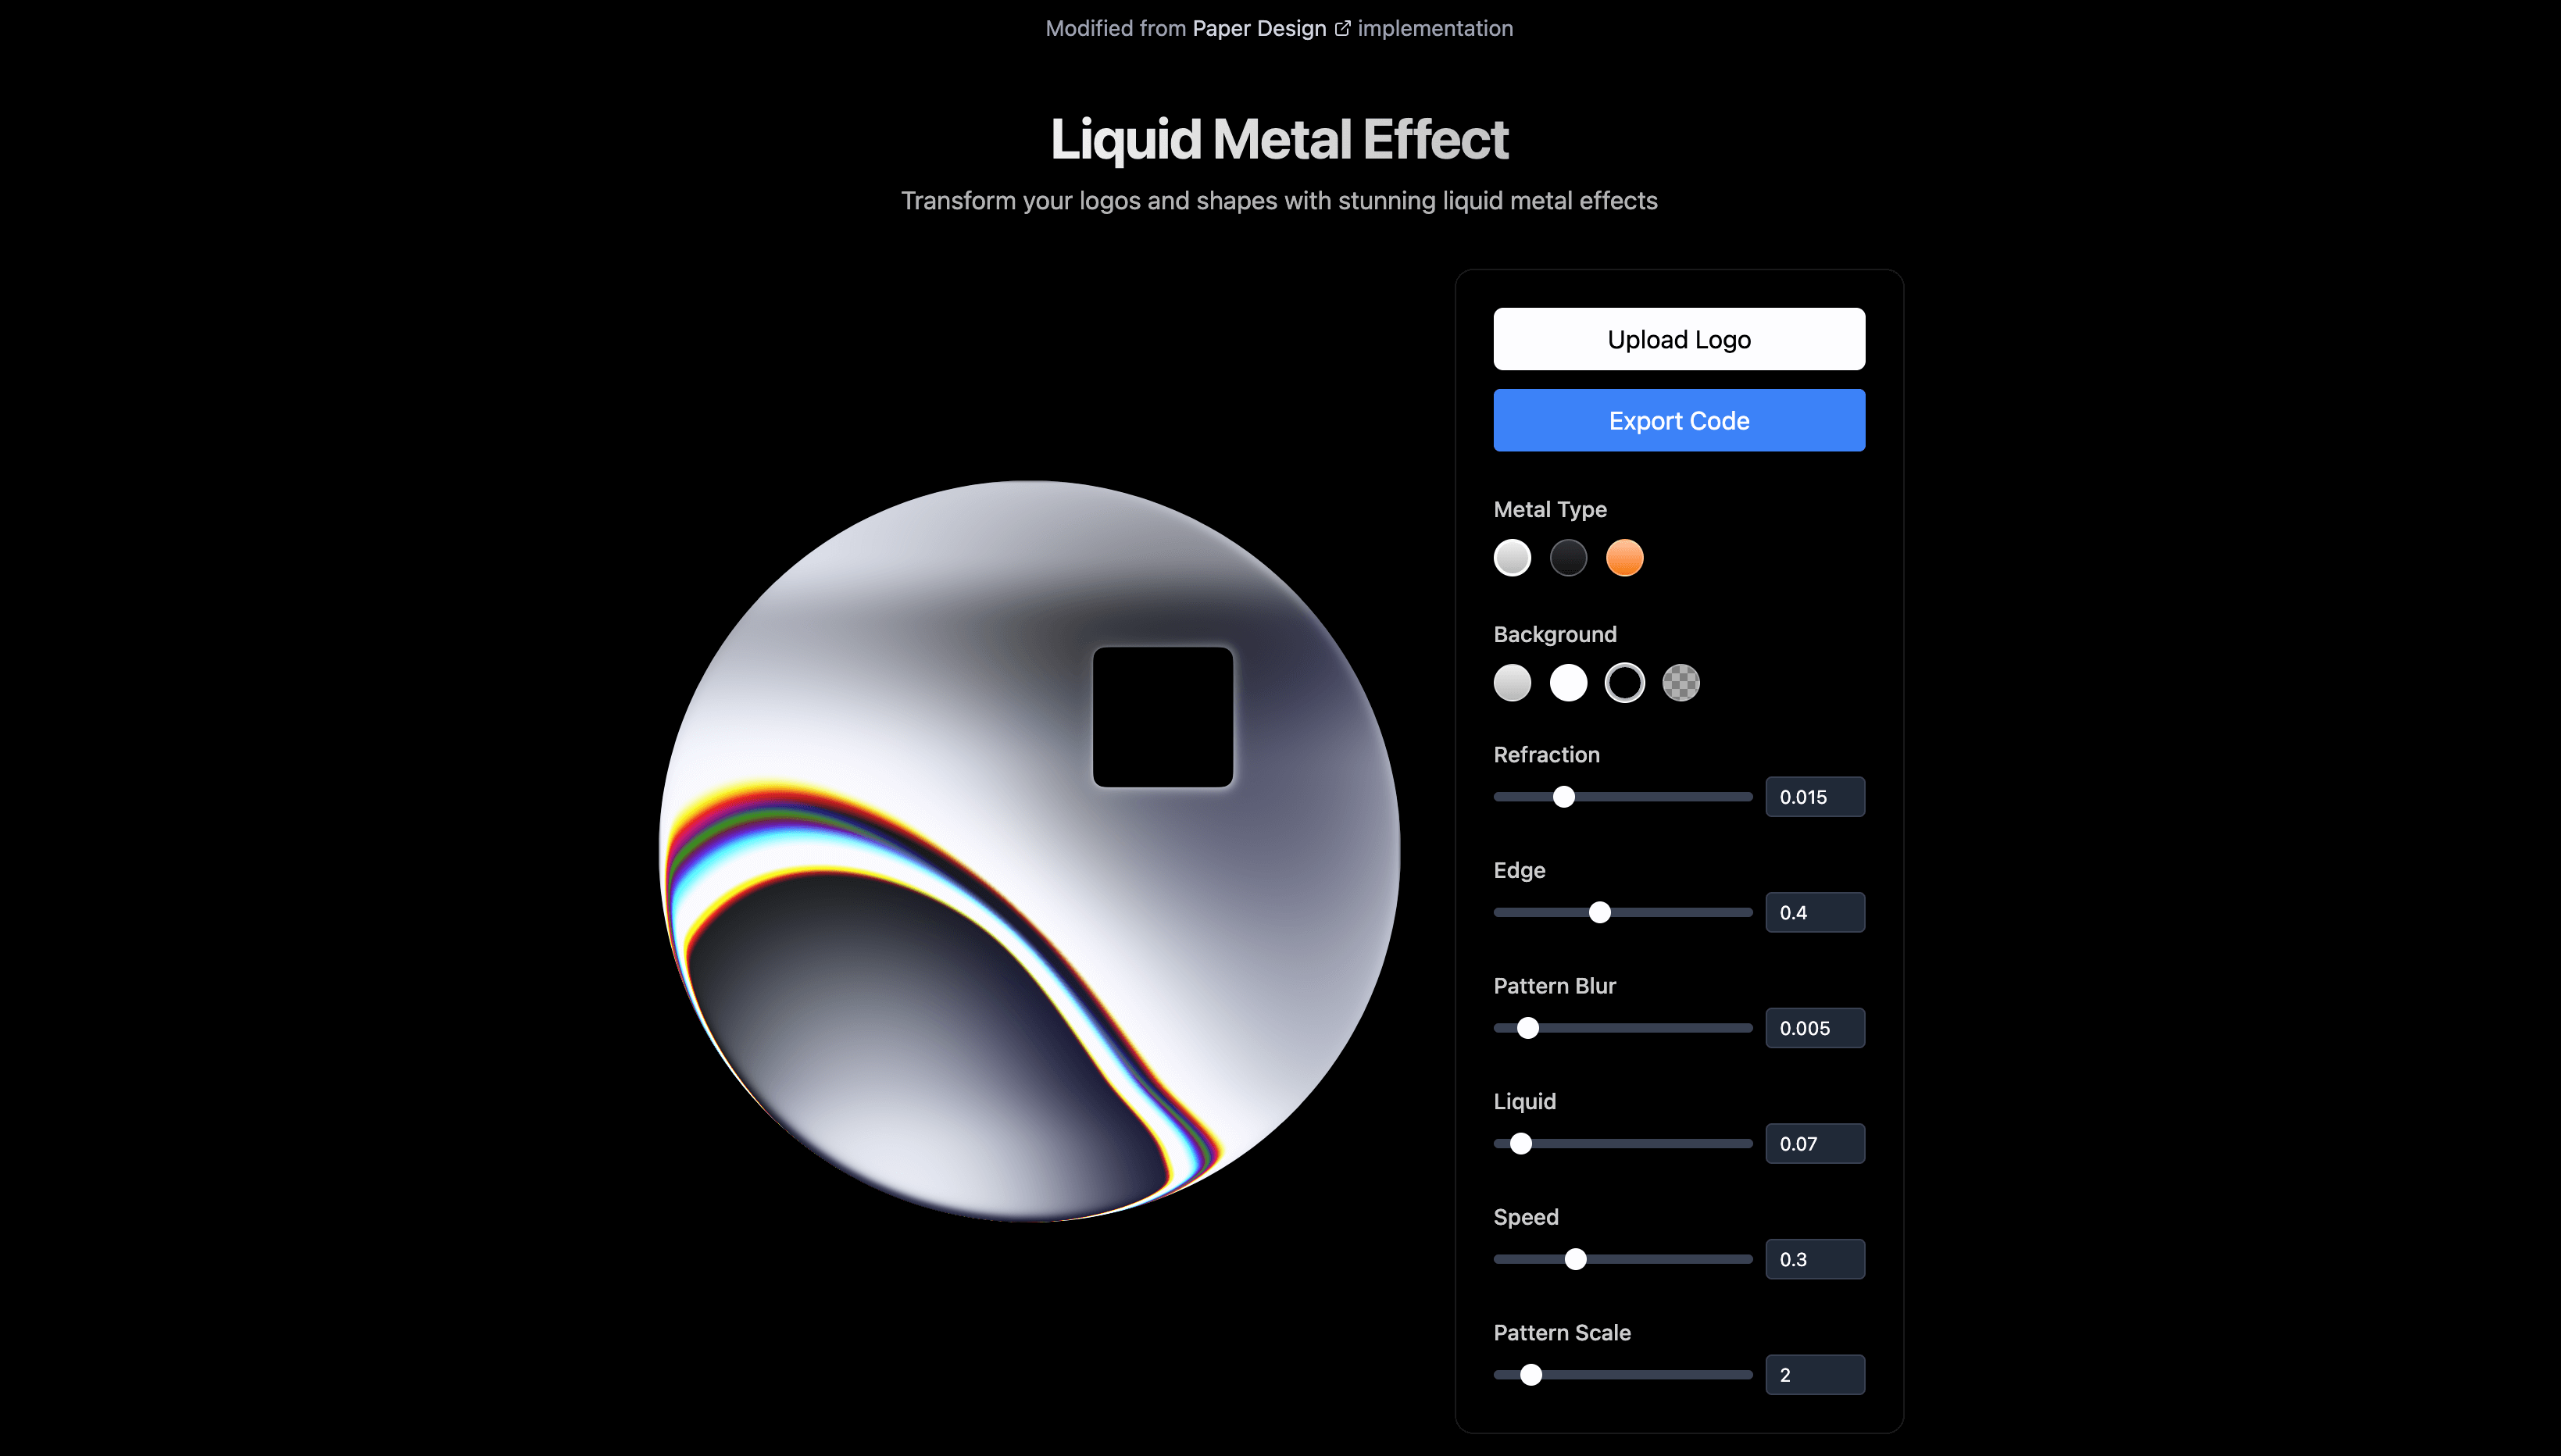 Modified from Paper Design implementation
Liquid Metal Effect
Transform your logos and shapes with stunning liquid metal effects
Upload Logo
Export Code
Metal Type
Background
Refraction
0.015
Edge
0.4
Pattern Blur
0.005
Liquid
0.07
Speed
0.3
Pattern Scale
2